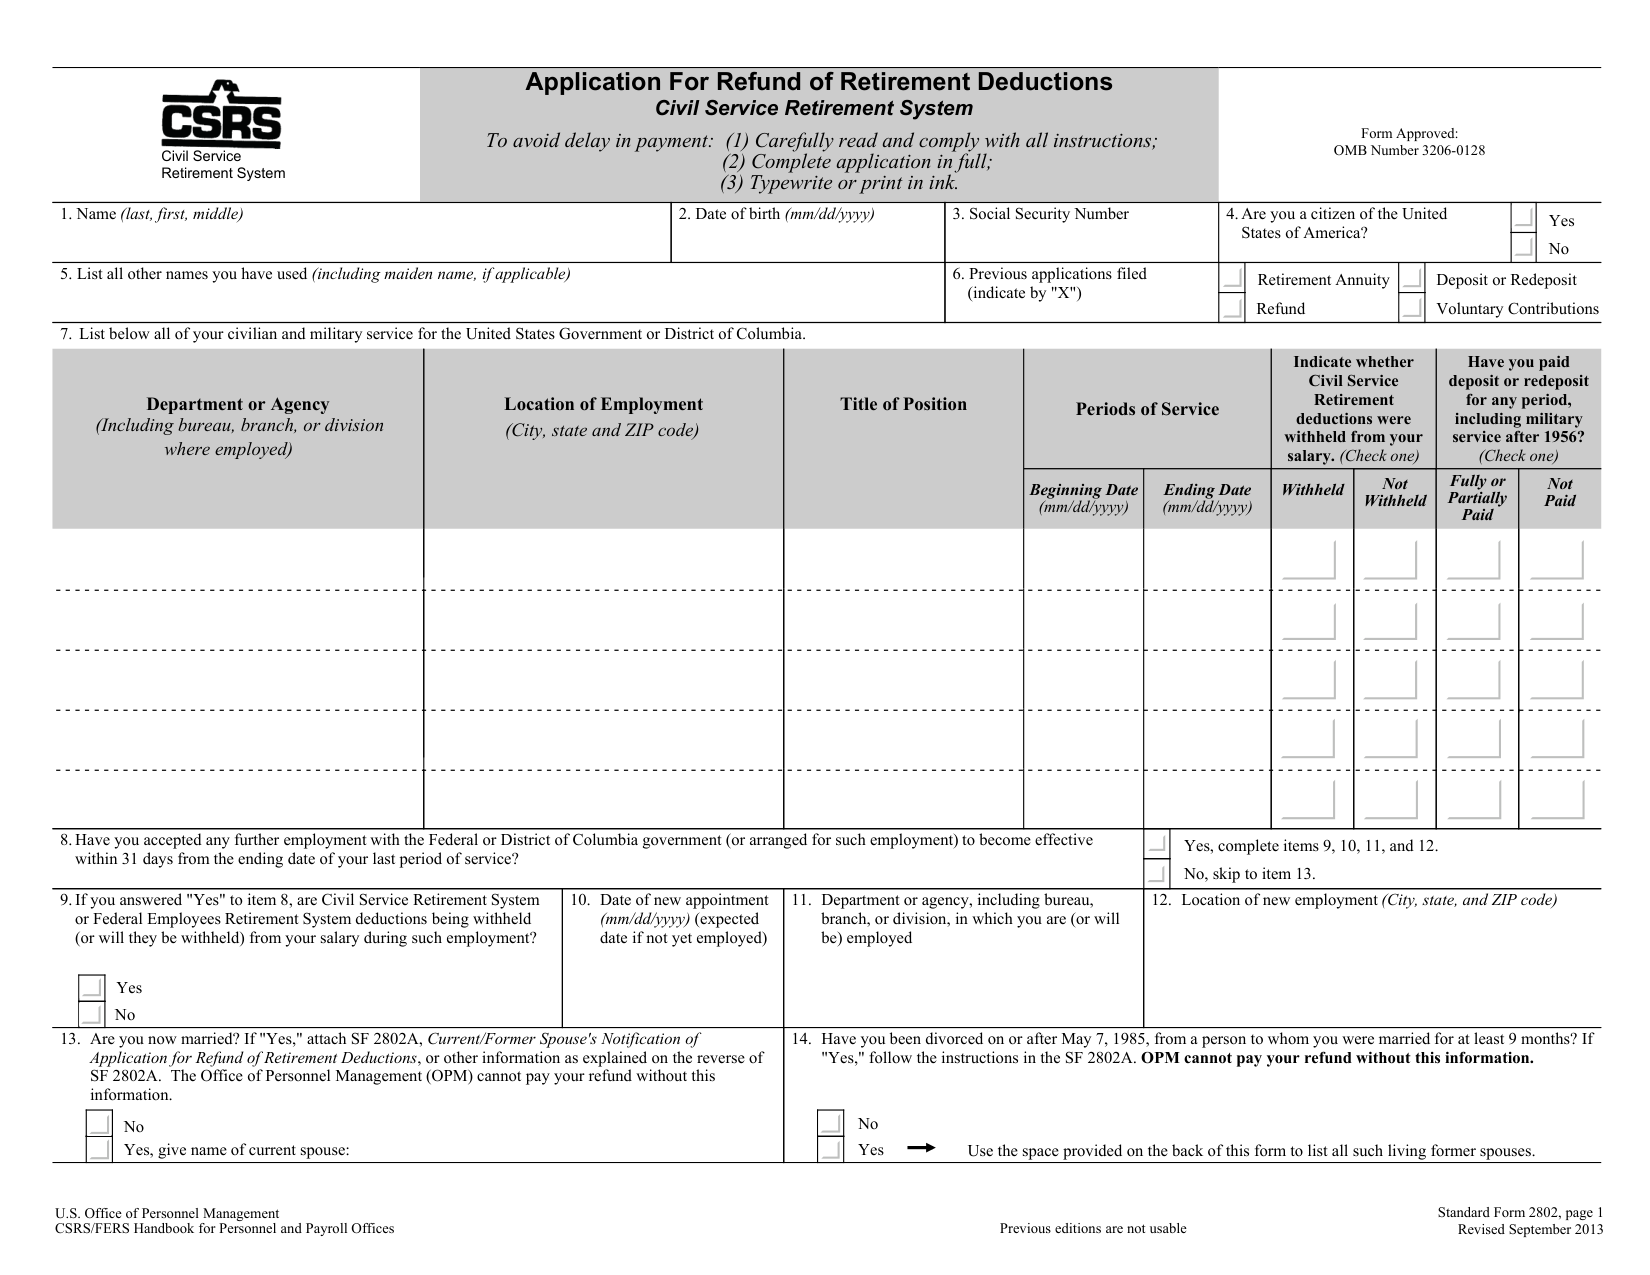 CSRS
Civil Service
Retirement System
Application For Refund of Retirement Deductions
Civil Service Retirement System
To avoid delay in payment: (1) Carefully read and comply with all instructions;
(2) Complete application in full;
(3) Typewrite or print in ink.
Form Approved:
OMB Number 3206-0128
1. Name (last, first, middle)
2. Date of birth (mm/dd/yyyy)
3. Social Security Number
4. Are you a citizen of the United
States of America?
Yes
No
5. List all other names you have used (including maiden name, if applicable)
6. Previous applications filed
(indicate by "X")
Retirement Annuity
Deposit or Redeposit
Refund
Voluntary Contributions
7. List below all of your civilian and military service for the United States Government or District of Columbia.
Department or Agency
(Including bureau, branch, or division
where employed)
Location of Employment
(City, state and ZIP code)
Title of Position
Periods of Service
Indicate whether
Civil Service
Retirement
deductions were
withheld from your
salary. (Check one)
Have you paid
deposit or redeposit
for any period,
including military
service after 1956?
(Check one)
Beginning Date
(mm/dd/yyyy)
Ending Date
(mm/dd/yyyy)
Withheld
Not
Withheld
Fully or
Partially
Paid
Not
Paid
8. Have you accepted any further employment with the Federal or District of Columbia government (or arranged for such employment) to become effective
within 31 days from the ending date of your last period of service?
Yes, complete items 9, 10, 11, and 12.
No, skip to item 13.
9. If you answered "Yes" to item 8, are Civil Service Retirement System
or Federal Employees Retirement System deductions being withheld
(or will they be withheld) from your salary during such employment?
Yes
No
10. Date of new appointment
(mm/dd/yyyy) (expected
date if not yet employed)
11. Department or agency, including bureau,
branch, or division, in which you are (or will
be) employed
12. Location of new employment (City, state, and ZIP code)
13. Are you now married? If "Yes," attach SF 2802A, Current/Former Spouse's Notification of
Application for Refund of Retirement Deductions, or other information as explained on the reverse of
SF 2802A. The Office of Personnel Management (OPM) cannot pay your refund without this
information.
No
Yes, give name of current spouse:
14. Have you been divorced on or after May 7, 1985, from a person to whom you were married for at least 9 months? If
"Yes," follow the instructions in the SF 2802A. OPM cannot pay your refund without this information.
No
Yes
Use the space provided on the back of this form to list all such living former spouses.
U.S. Office of Personnel Management
CSRS/FERS Handbook for Personnel and Payroll Offices
Previous editions are not usable
Standard Form 2802, page 1
Revised September 2013